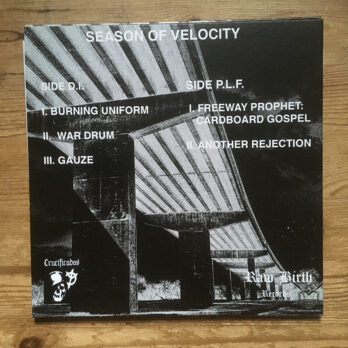 SEASON OF VELOCITY
SIDE D.I.
I. BURNING UNIFORM
II. WAR DRUM
III. GAUZE
SIDE P.L.F.
I. FREEWAY PROPHET:
CARDBOARD GOSPEL
II. ANOTHER REJECTION
Crucificados
Raw Birth
Records